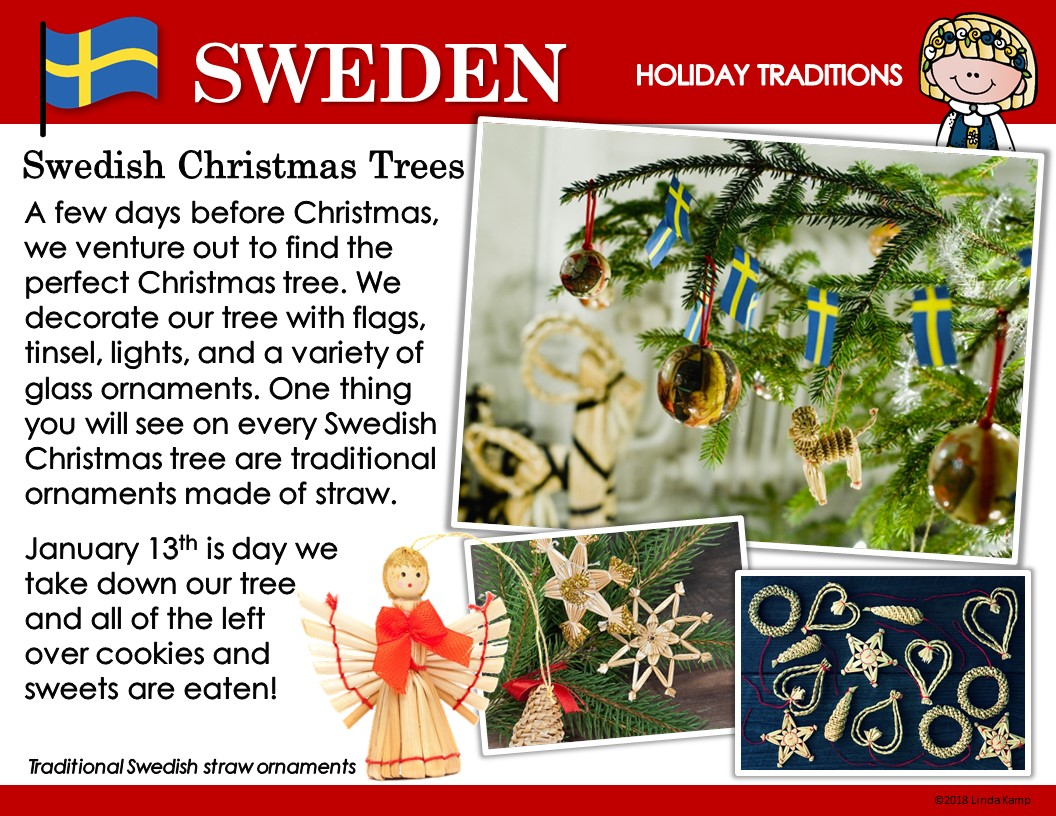 SWEDEN
HOLIDAY TRADITIONS
Swedish Christmas Trees
A few days before Christmas,
we venture out to find the
perfect Christmas tree. We
decorate our tree with flags,
tinsel, lights, and a variety of
glass ornaments. One thing
you will see on every Swedish
Christmas tree are traditional
ornaments made of straw.
January 13th is day we
take down our tree
and all of the left
over cookies and
sweets are eaten!
Traditional Swedish straw ornaments
©2018 Linda Kamp